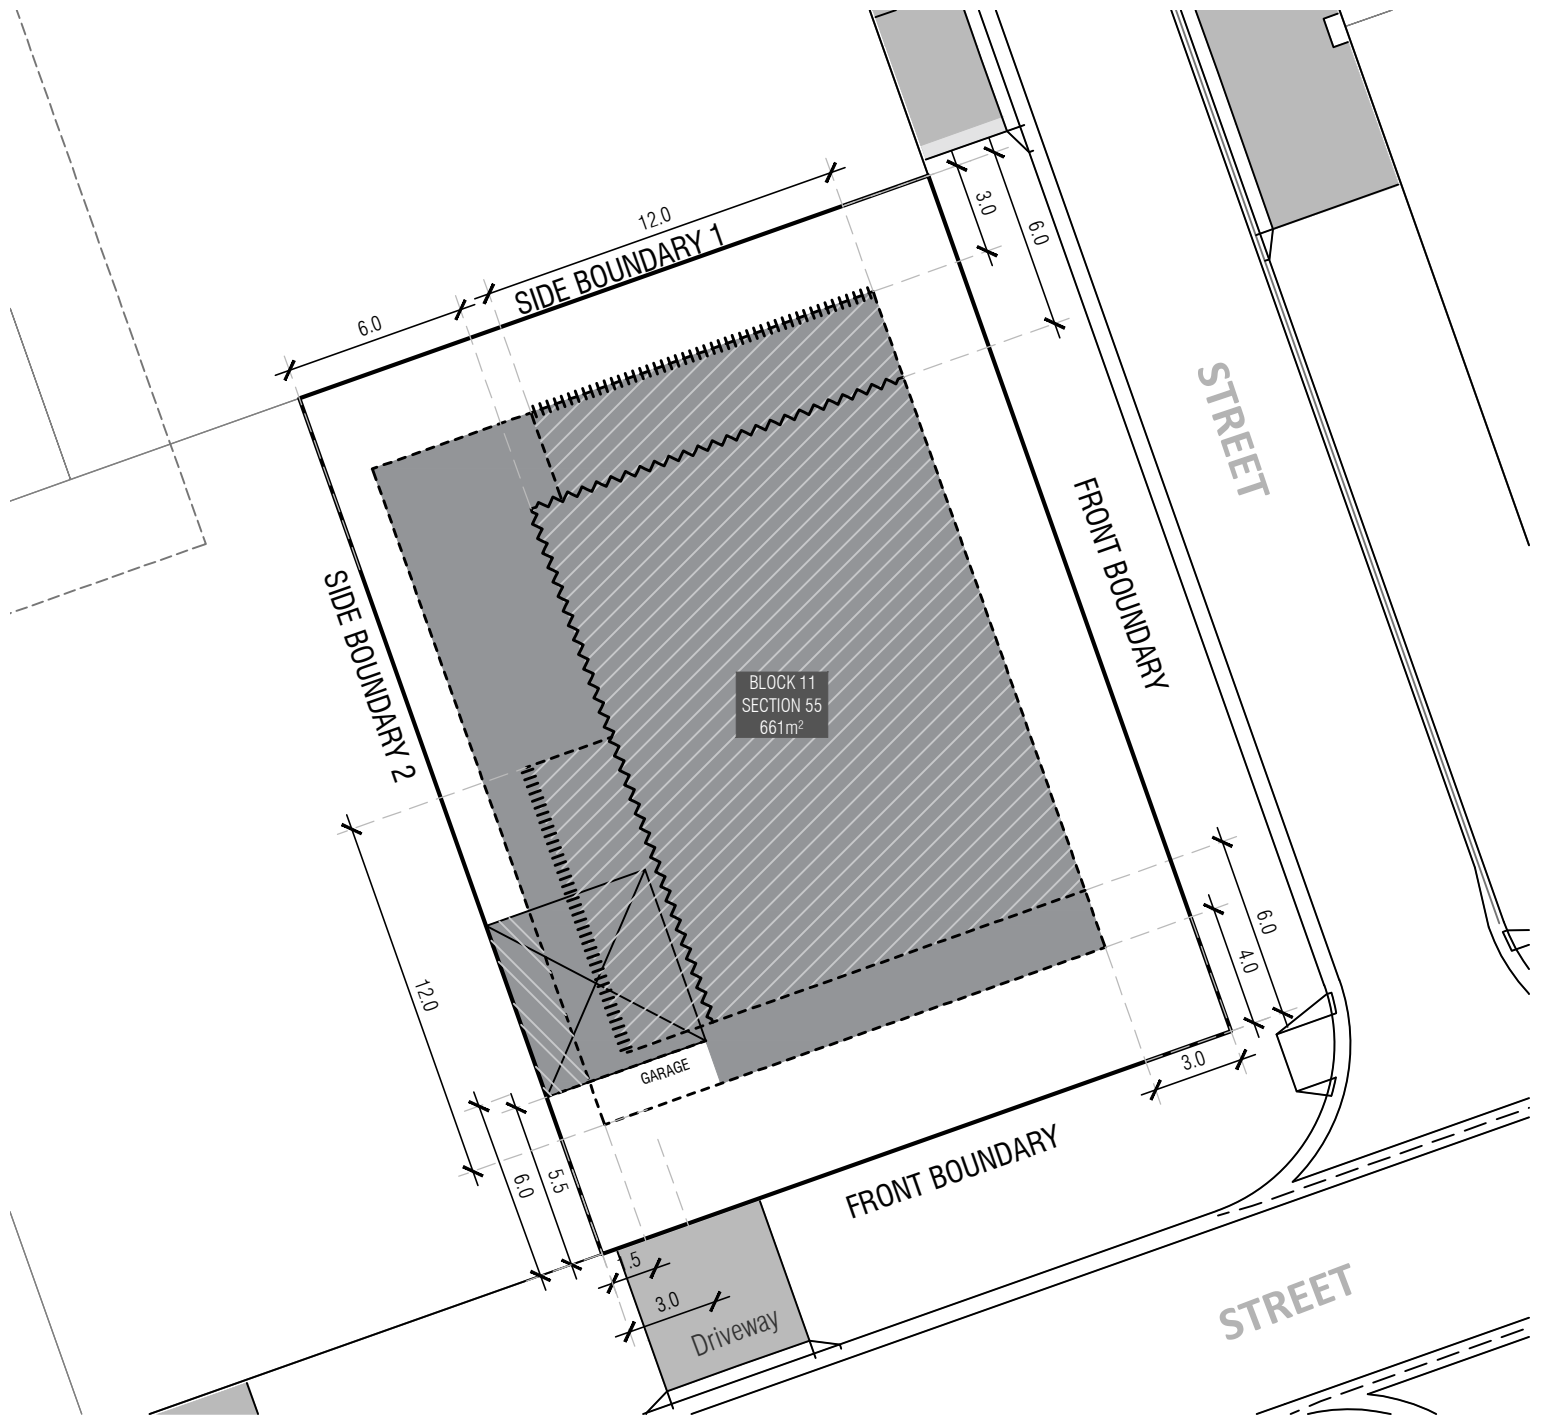 12.0
SIDE BOUNDARY 1
6.0
3.0
6.0
STREET
FRONT BOUNDARY
SIDE BOUNDARY 2
BLOCK 11
SECTION 55
661m²
12.0
6.0
4.0
GARAGE
3.0
6.0
5.5
FRONT BOUNDARY
.5
3.0
Driveway
STREET